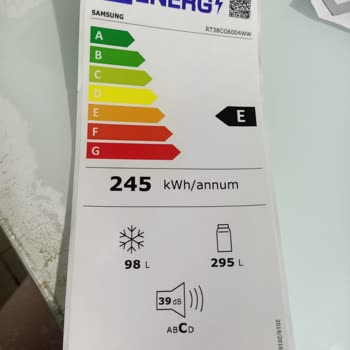 ENERG
SAMSUNG RT38CG6004WW
A
B
C
D
E
E
F
G
245 kWh/annum
98 L 295 L
39 dB
ABCD